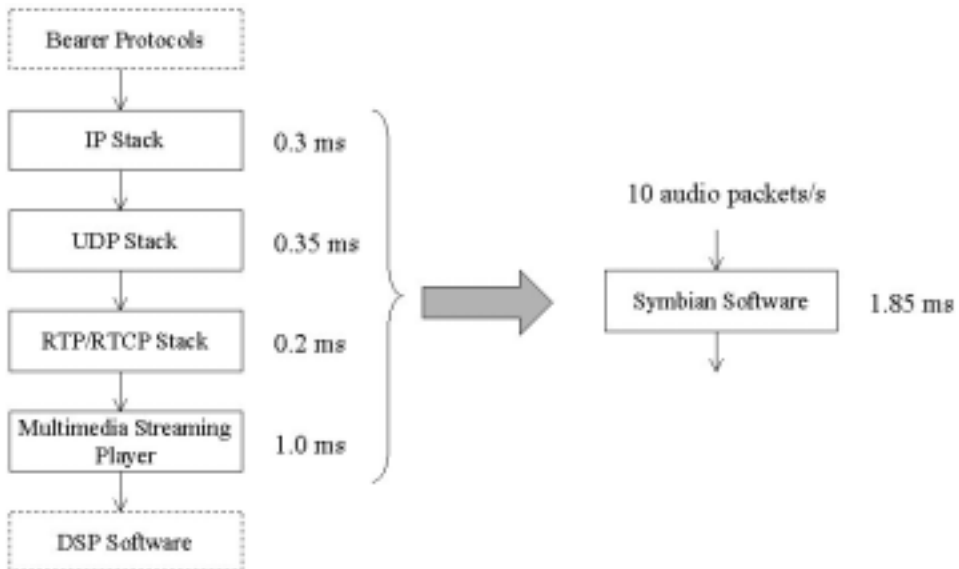 Bearer Protocols
IP Stack
0.3 ms
UDP Stack
0.35 ms
RTP/RTCP Stack
0.2 ms
Multimedia Streaming
Player
1.0 ms
DSP Software
10 audio packets/s
Symbian Software
1.85 ms